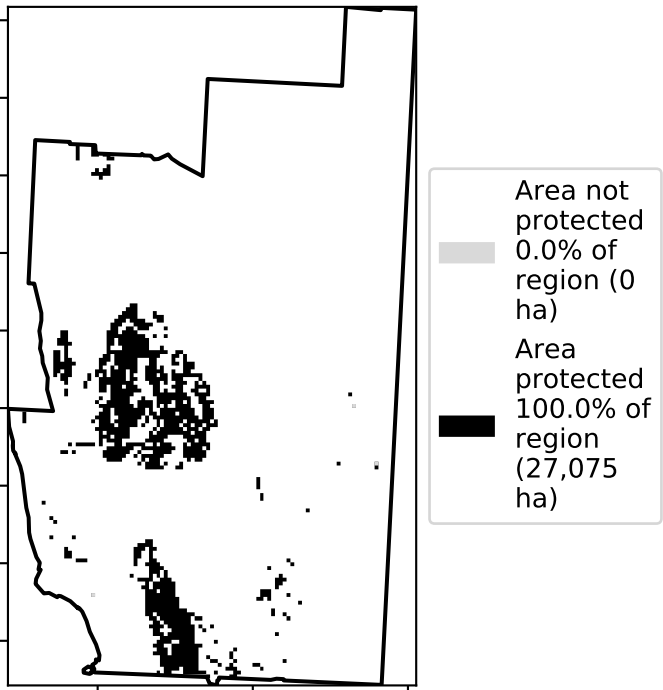 Area not
protected
0.0% of
region (0
ha)
Area
protected
100.0% of
region
(27,075
ha)